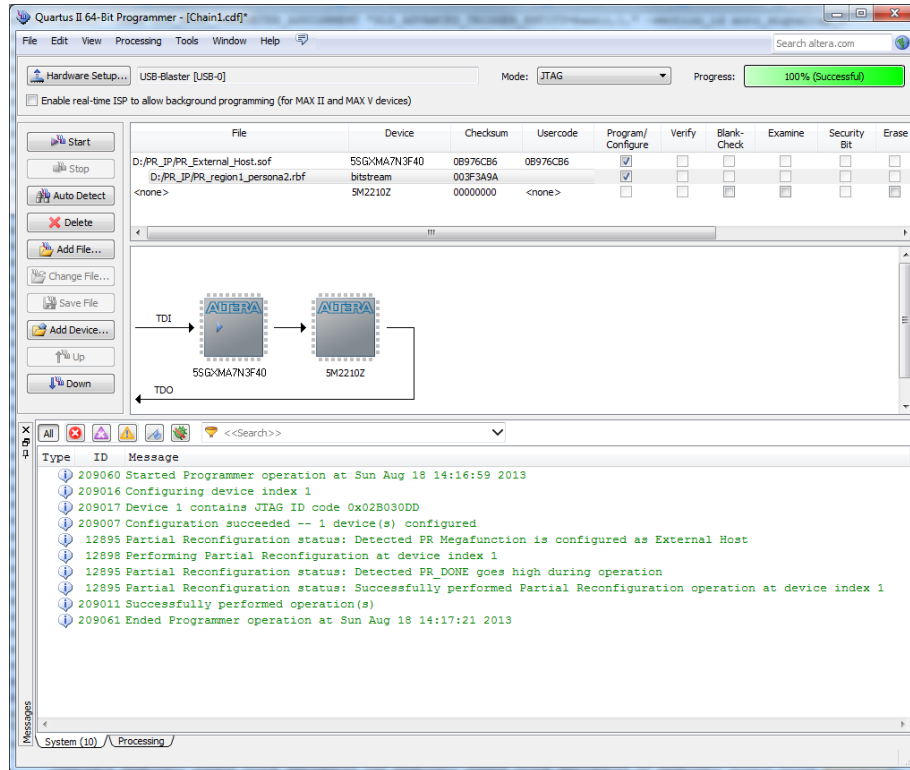 Quartus II 64-Bit Programmer - [Chain1.cdf]*
File Edit View Processing Tools Window Help
Search altera.com
Hardware Setup... USB-Blaster [USB-0] Mode: JTAG Progress: 100% (Successful)
Enable real-time ISP to allow background programming (for MAX II and MAX V devices)
Start
Stop
Auto Detect
Delete
Add File...
Change File...
Save File
Add Device...
Up
Down
File Device Checksum Usercode Program/ Configure Verify Blank- Check Examine Security Bit Erase
D:/PR_IP/PR_External_Host.sof 5SGXMA7N3F40 0B976CB6 0B976CB6
D:/PR_IP/PR_region1_persona2.rbf bitstream 003F3A9A
<none> 5M2210Z 00000000 <none>
TDI
ALTERA ALTERA
5SGXMA7N3F40 5M2210Z
TDO
All <<Search>>
Type ID Message
209060 Started Programmer operation at Sun Aug 18 14:16:59 2013
209016 Configuring device index 1
209017 Device 1 contains JTAG ID code 0x02B030DD
209007 Configuration succeeded -- 1 device(s) configured
12895 Partial Reconfiguration status: Detected PR Megafunction is configured as External Host
12898 Performing Partial Reconfiguration at device index 1
12895 Partial Reconfiguration status: Detected PR_DONE goes high during operation
12895 Partial Reconfiguration status: Successfully performed Partial Reconfiguration operation at device index 1
209011 Successfully performed operation(s)
209061 Ended Programmer operation at Sun Aug 18 14:17:21 2013
Messages
System (10) Processing